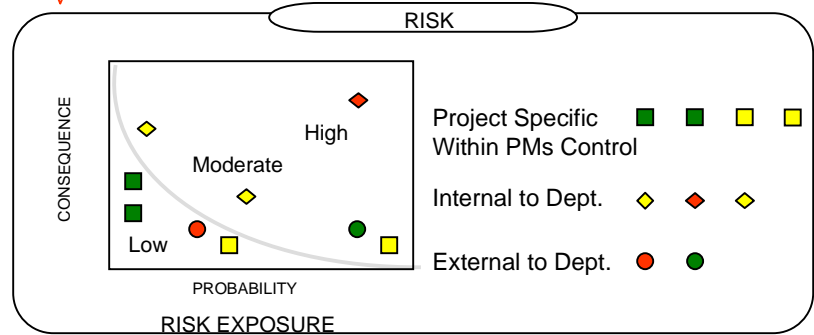 RISK
CONSEQUENCE
High
Moderate
Low
PROBABILITY
RISK EXPOSURE
Project Specific
Within PMs Control
Internal to Dept.
External to Dept.